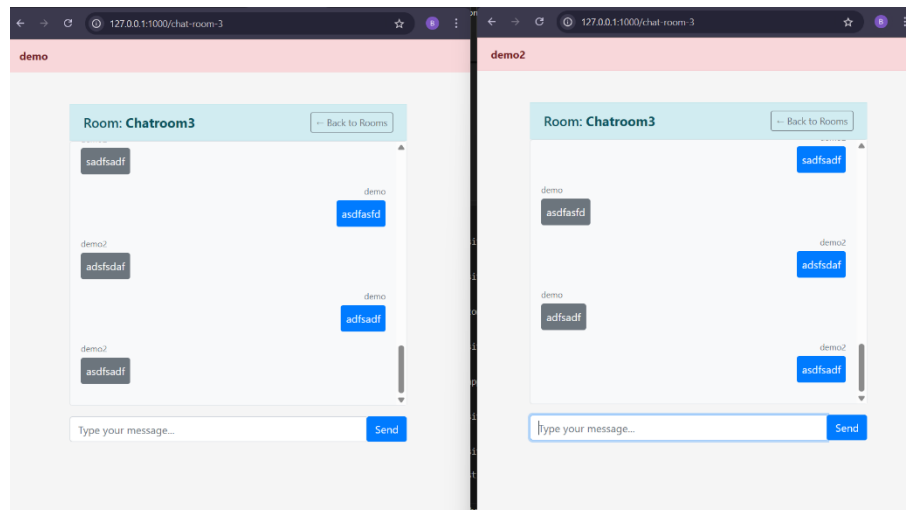 127.0.0.1:1000/chat-room-3
B
demo
Room: Chatroom3
← Back to Rooms
sadfsadf
demo
asdfasfd
demo2
adsfsdaf
demo
adfsadf
demo2
asdfsadf
Type your message...
Send
127.0.0.1:1000/chat-room-3
B
demo2
Room: Chatroom3
← Back to Rooms
sadfsadf
demo
asdfasfd
demo2
adsfsdaf
demo
adfsadf
demo2
asdfsadf
Type your message...
Send